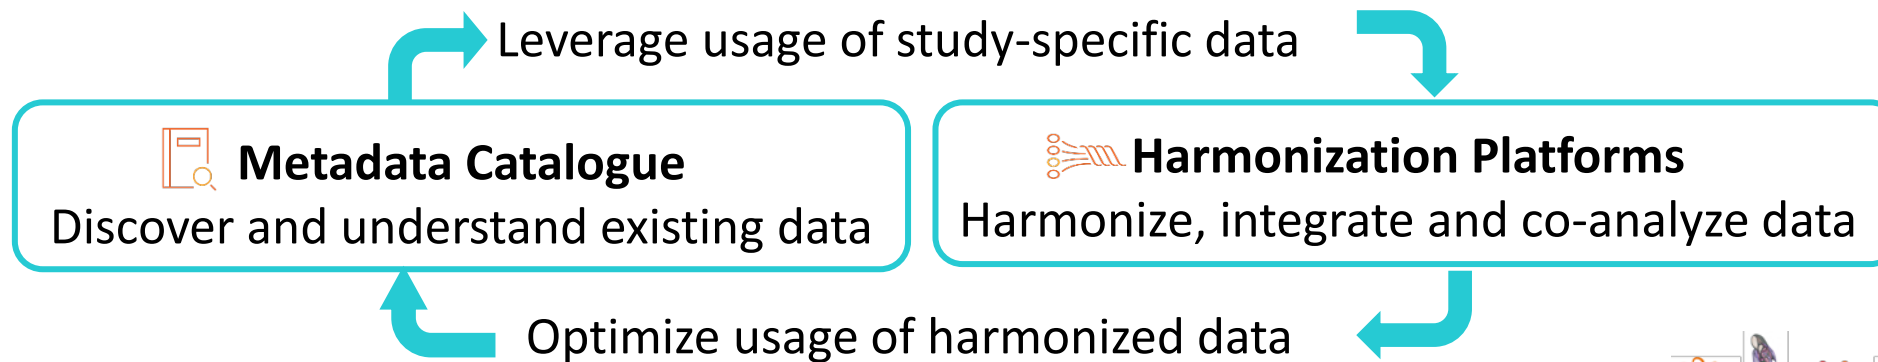 Leverage usage of study-specific data
Metadata Catalogue
Discover and understand existing data
Harmonization Platforms
Harmonize, integrate and co-analyze data
Optimize usage of harmonized data